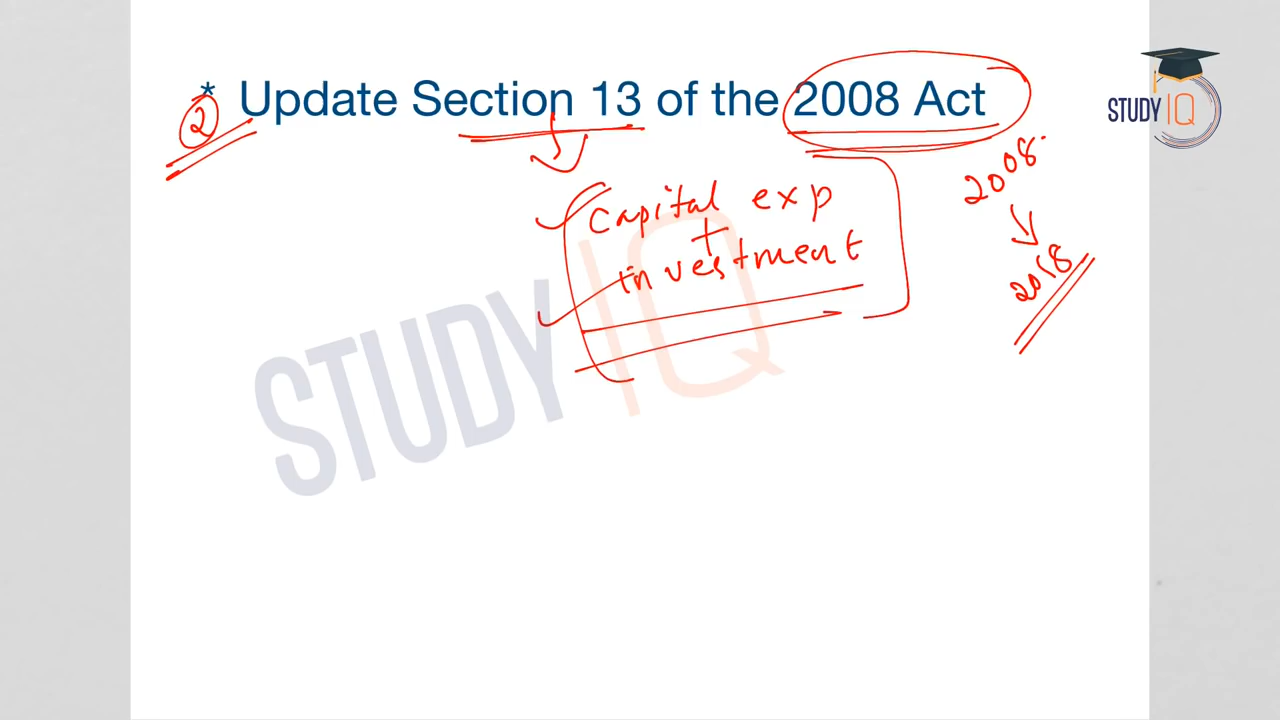 * Update Section 13 of the 2008 Act
2
STUDY IQ
2008
capital exp
+
investment
2018
STUDY IQ